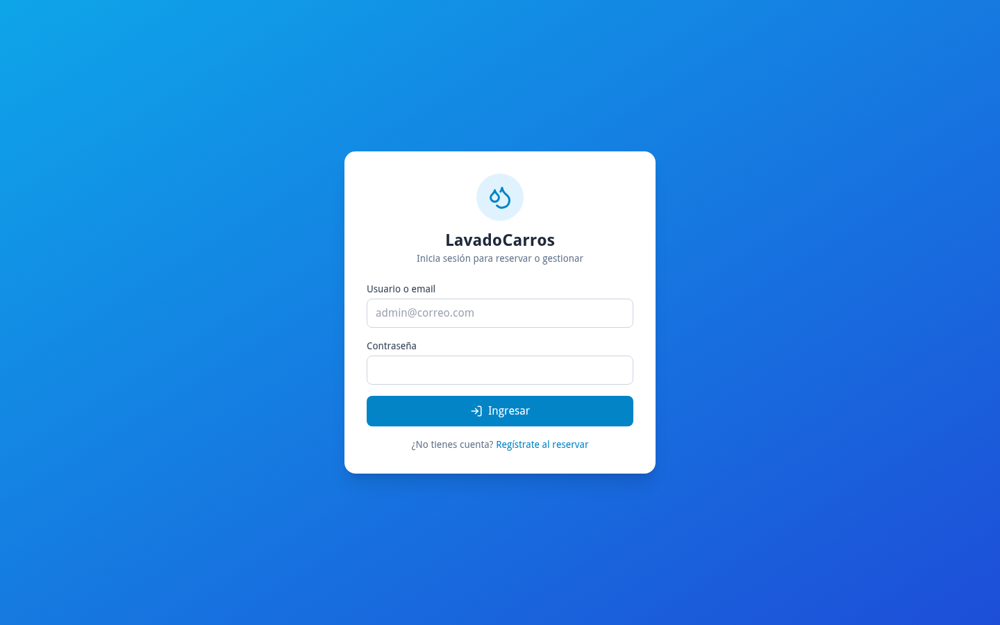 LavadoCarros
Inicia sesión para reservar o gestionar
Usuario o email
admin@correo.com
Contraseña
Ingresar
¿No tienes cuenta? Regístrate al reservar